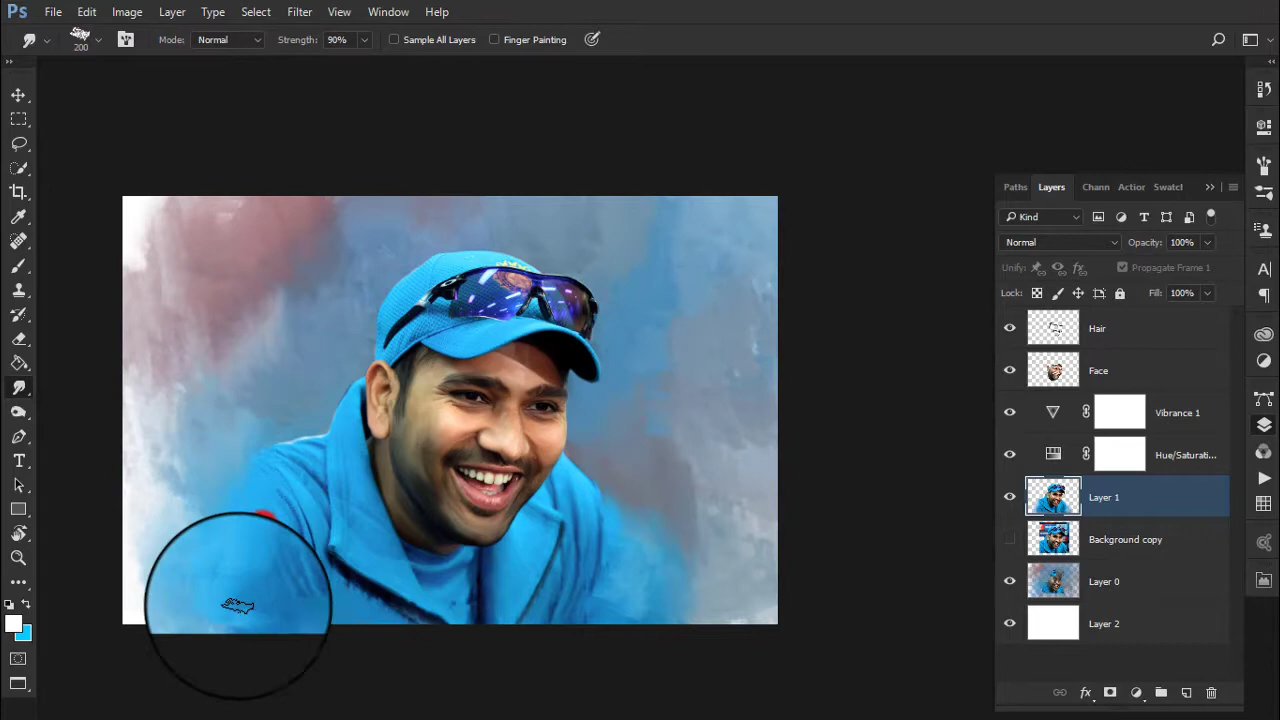 Ps File Edit Image Layer Type Select Filter View Window Help
200 Mode: Normal Strength: 90% Sample All Layers Finger Painting
Paths Layers Chann Actior Swatcl
Kind
Normal Opacity: 100%
Unify: Propagate Frame 1
Lock: Fill: 100%
Hair
Face
Vibrance 1
Hue/Saturati...
Layer 1
Background copy
Layer 0
Layer 2
fx